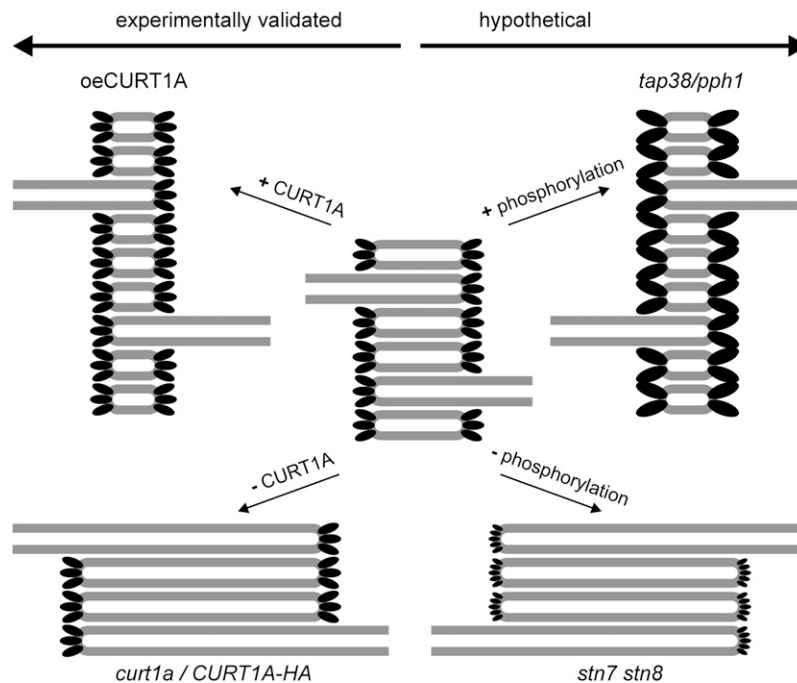 experimentally validated
hypothetical
oeCURT1A
tap38/pph1
+ CURT1A
+ phosphorylation
- CURT1A
- phosphorylation
curt1a / CURT1A-HA
stn7 stn8